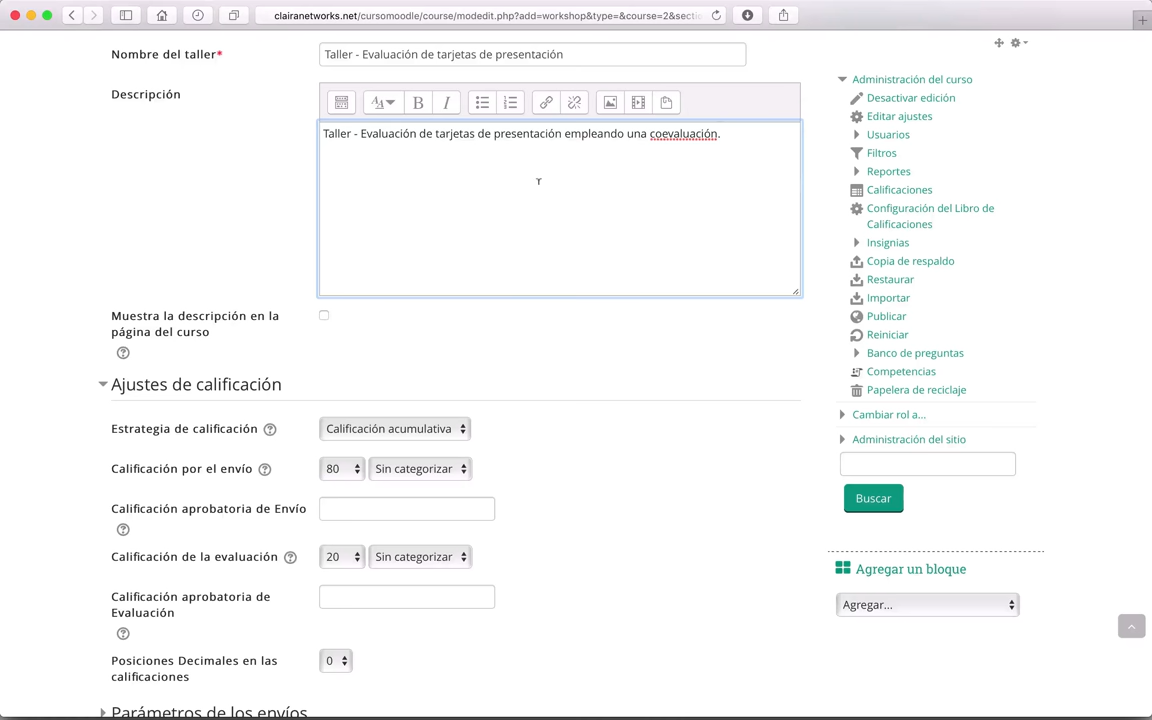 clairanetworks.net/cursomoodle/course/modedit.php?add=workshop&type=&course=2&secti
Nombre del taller*
Taller - Evaluación de tarjetas de presentación
Descripción
B I
Taller - Evaluación de tarjetas de presentación empleando una coevaluación.
Muestra la descripción en la
página del curso
Ajustes de calificación
Estrategia de calificación
Calificación acumulativa
Calificación por el envío
80 Sin categorizar
Calificación aprobatoria de Envío
Calificación de la evaluación
20 Sin categorizar
Calificación aprobatoria de
Evaluación
Posiciones Decimales en las
calificaciones
0
Parámetros de los envíos
Administración del curso
Desactivar edición
Editar ajustes
Usuarios
Filtros
Reportes
Calificaciones
Configuración del Libro de
Calificaciones
Insignias
Copia de respaldo
Restaurar
Importar
Publicar
Reiniciar
Banco de preguntas
Competencias
Papelera de reciclaje
Cambiar rol a...
Administración del sitio
Buscar
Agregar un bloque
Agregar...